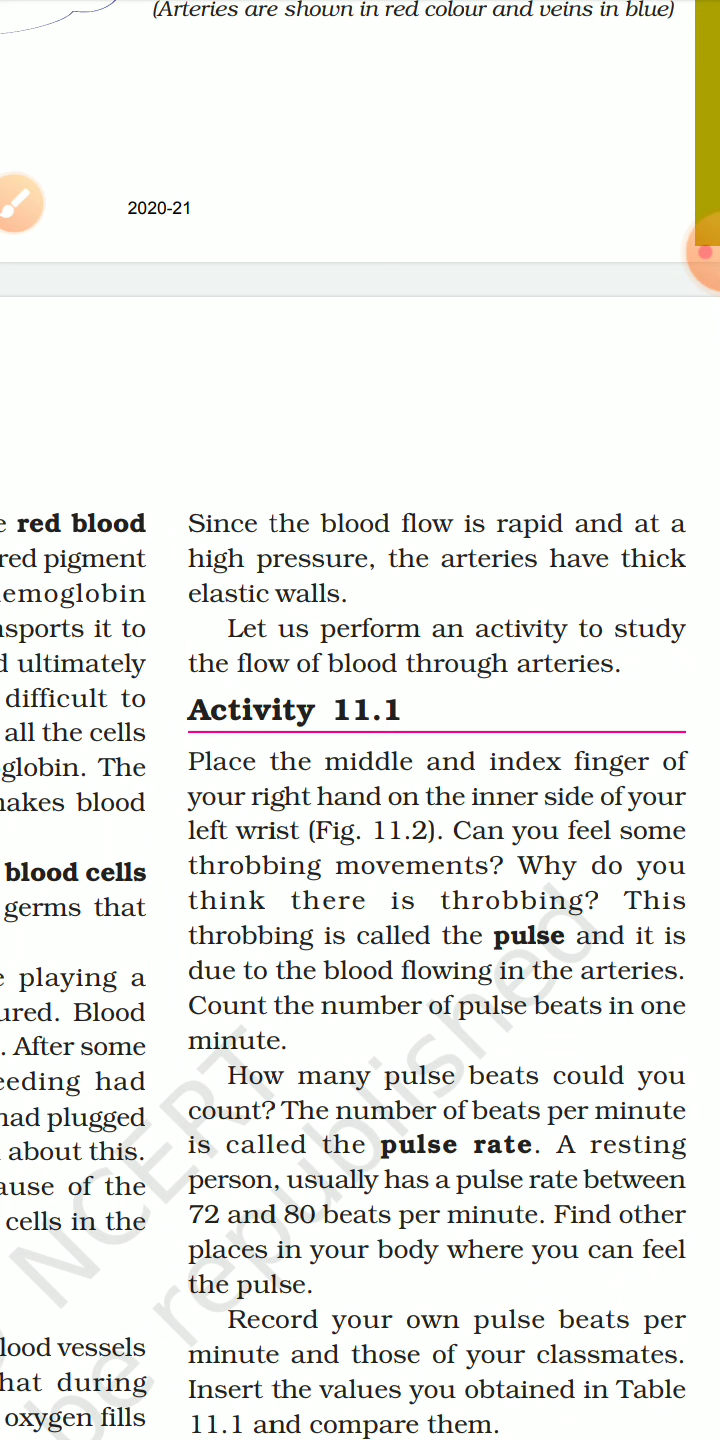 (Arteries are shown in red colour and veins in blue)
2020-21
red blood
red pigment
nsports it to
ultimately
difficult to
all the cells
blood
blood cells
germs that
playing a
Blood
. After some
had
had plugged
about this.
of the
cells in the
vessels
during
oxygen fills
Since the blood flow is rapid and at a
high pressure, the arteries have thick
elastic walls.
Let us perform an activity to study
the flow of blood through arteries.
Activity 11.1
Place the middle and index finger of
your right hand on the inner side of your
left wrist (Fig. 11.2). Can you feel some
throbbing movements? Why do you
think there is throbbing? This
throbbing is called the pulse and it is
due to the blood flowing in the arteries.
Count the number of pulse beats in one
minute.
How many pulse beats could you
count? The number of beats per minute
is called the pulse rate. A resting
person, usually has a pulse rate between
72 and 80 beats per minute. Find other
places in your body where you can feel
the pulse.
Record your own pulse beats per
minute and those of your classmates.
Insert the values you obtained in Table
11.1 and compare them.
NCERT
be republished